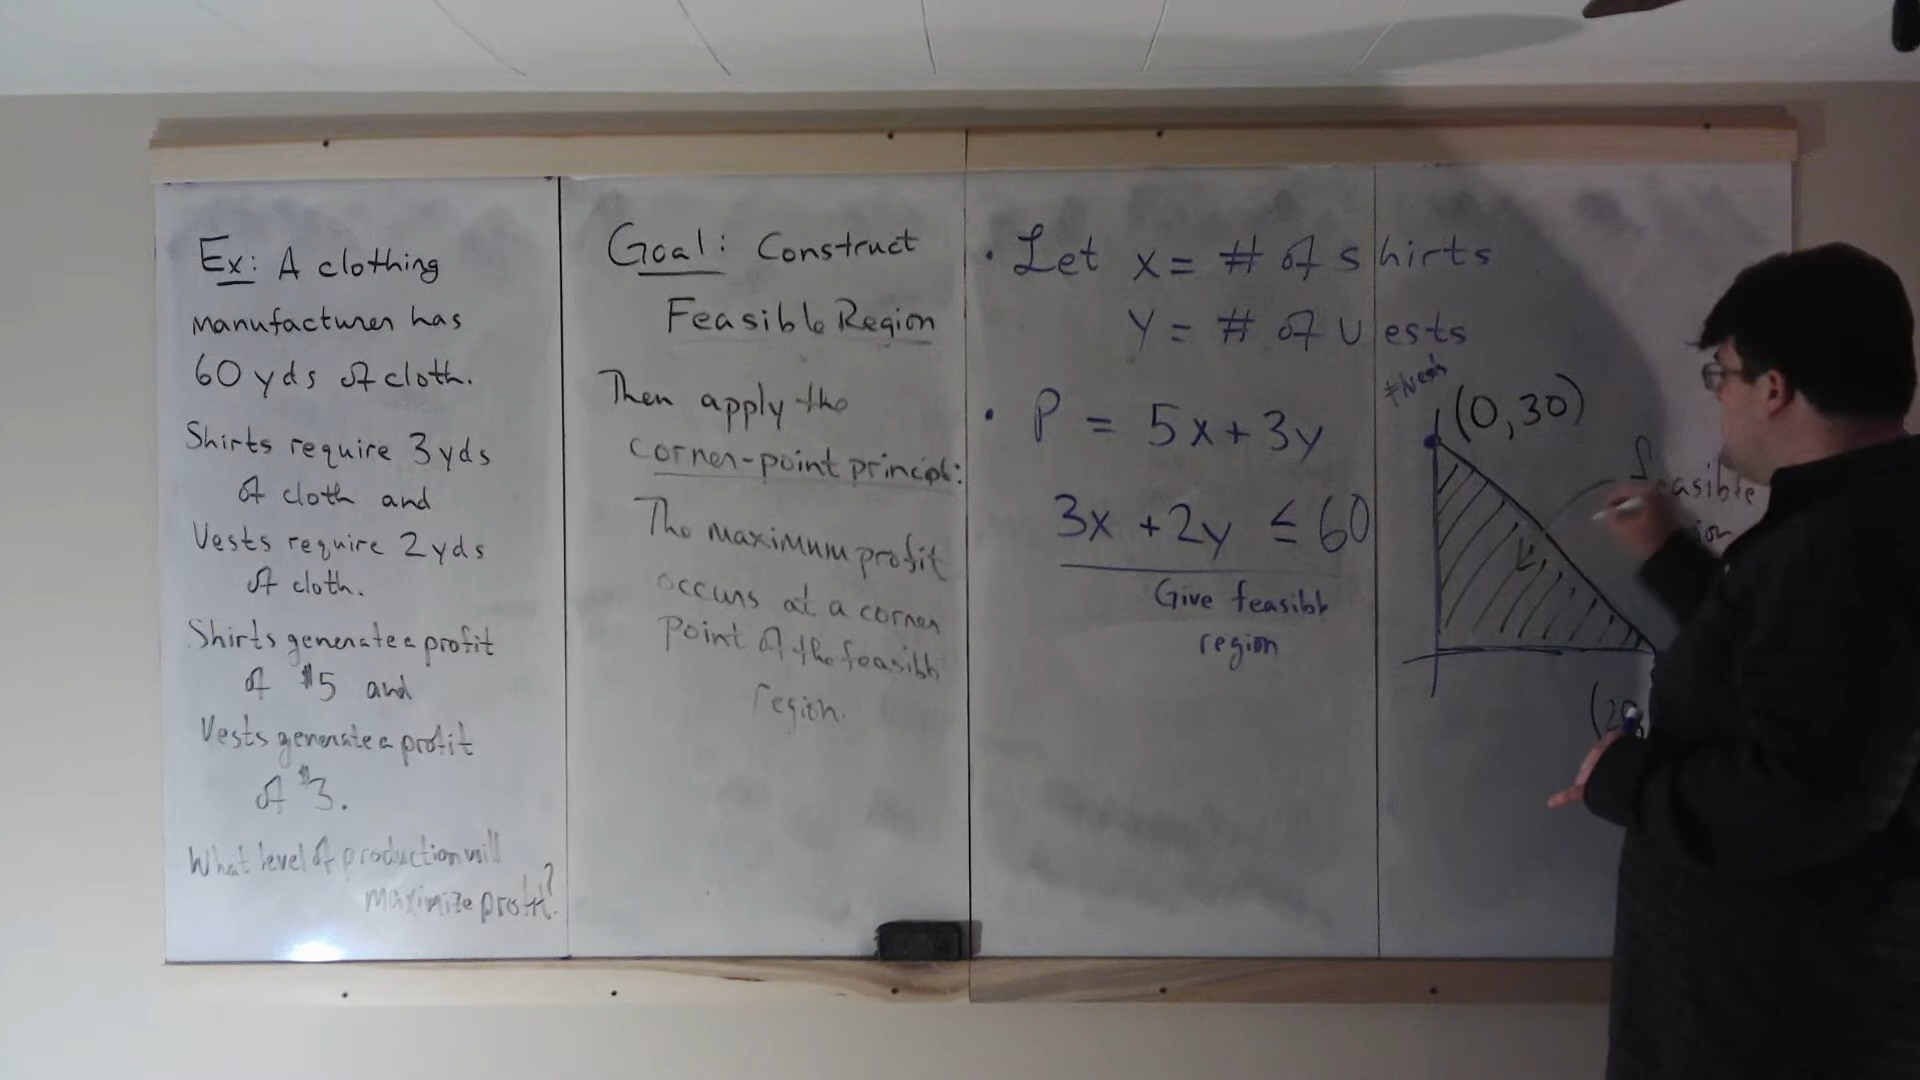 Ex: A clothing
manufacturer has
60 yds of cloth.
Shirts require 3 yds
of cloth and
Vests require 2 yds
of cloth.
Shirts generate a profit
of $5 and
Vests generate a profit
of $3.
What level of production will
maximize profit?
Goal: Construct
Feasible Region
Then apply the
corner-point principle:
The maximum profit
occurs at a corner
point of the feasible
region.
• Let x = # of shirts
y = # of vests
• P = 5x + 3y
3x + 2y ≤ 60
Give feasible
region
# Vests
(0,30)
feasible
(20,